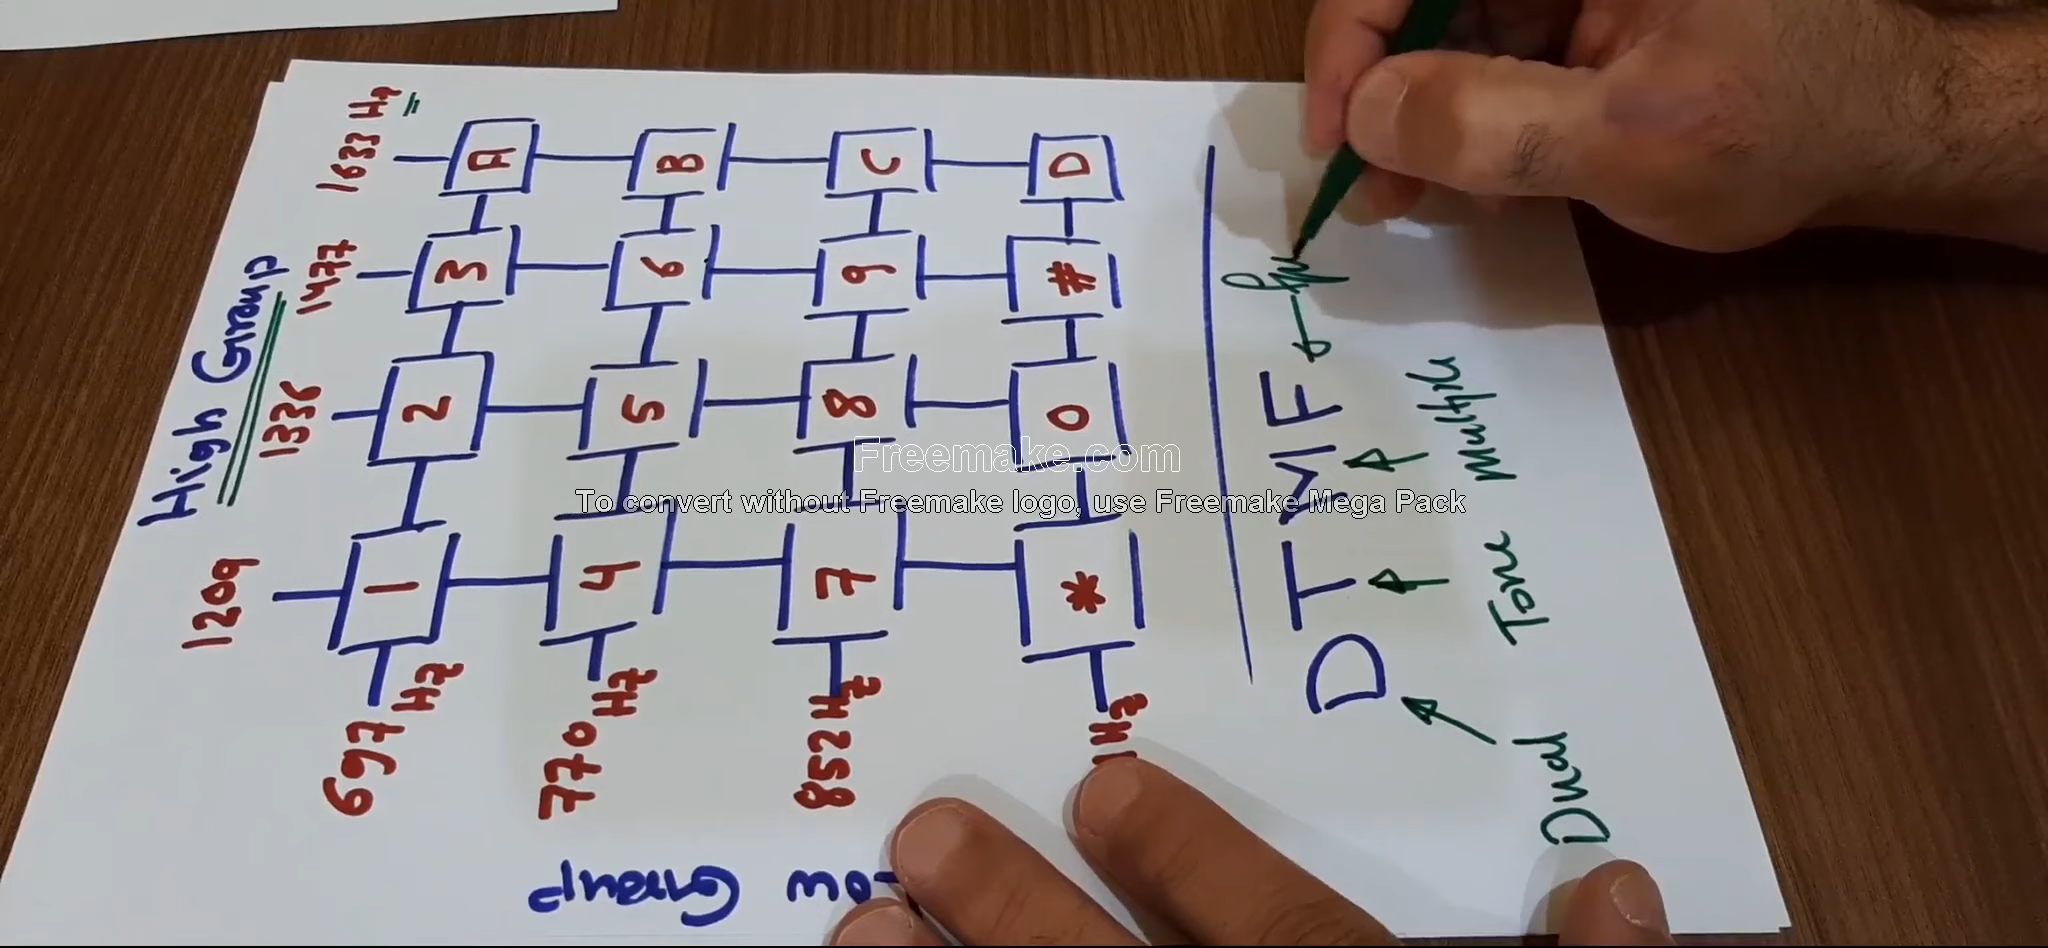 High Group
1209 1336 1477 1633 Hz
697 Hz 1 2 3 A
770 Hz 4 5 6 B
852 Hz 7 8 9 C
1 Hz * 0 # D
Group
DTMF
Dual Tone Multiple
Freemake.com
To convert without Freemake logo, use Freemake Mega Pack